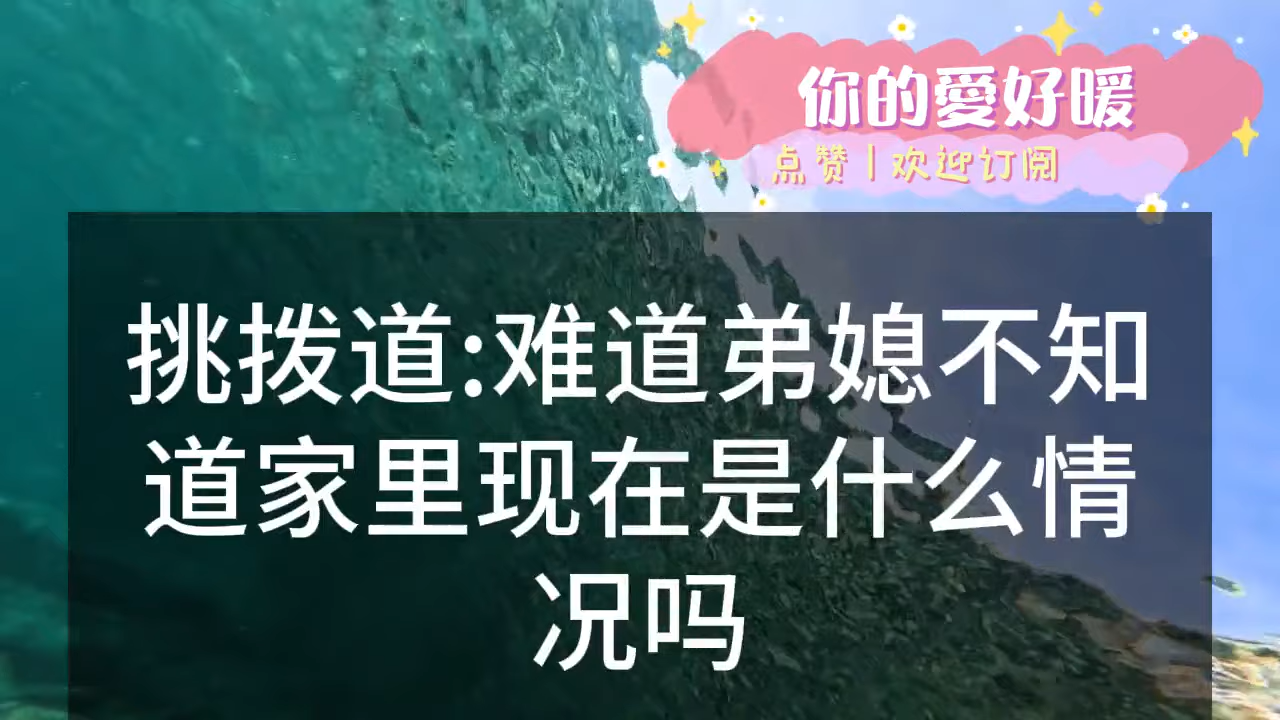 你的愛好暖
点赞 | 欢迎订阅
挑拨道:难道弟媳不知
道家里现在是什么情
况吗